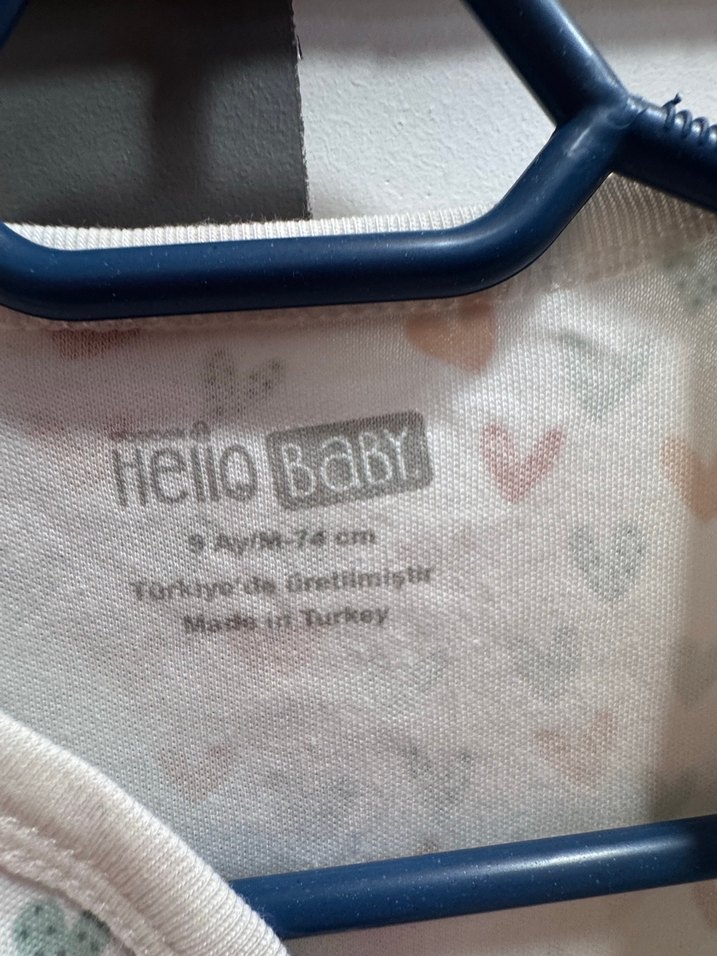 Hello BABY
9 Ay/M-74 cm
Türkiye'de üretilmiştir
Made in Turkey